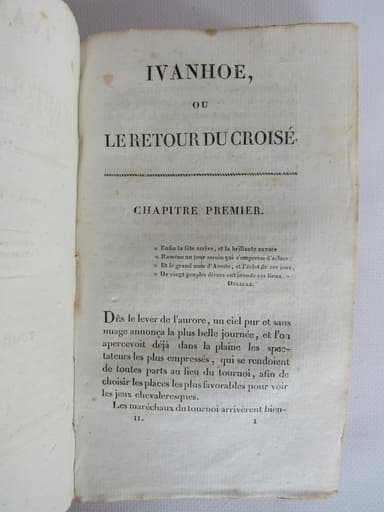 IVANHOE,
OU
LE RETOUR DU CROISÉ.
CHAPITRE PREMIER.
« Enfin la fête arrive, et la brillante aurore
» Ramène un jour serein qui s'empresse d'éclore;
» Et le grand nom d'Assote, et l'éclat de ces jeux,
» De vingt peuples divers ont inondé ces lieux. »
DELILLE.
Dès le lever de l'aurore, un ciel pur et sans
nuage annonça la plus belle journée, et l'on
apercevoit déjà dans la plaine les spec-
tateurs les plus empressés, qui se rendoient
de toutes parts au lieu du tournoi, afin de
choisir les places les plus favorables pour voir
les jeux chevaleresques.
Les maréchaux du tournoi arrivèrent bien-
II. 1